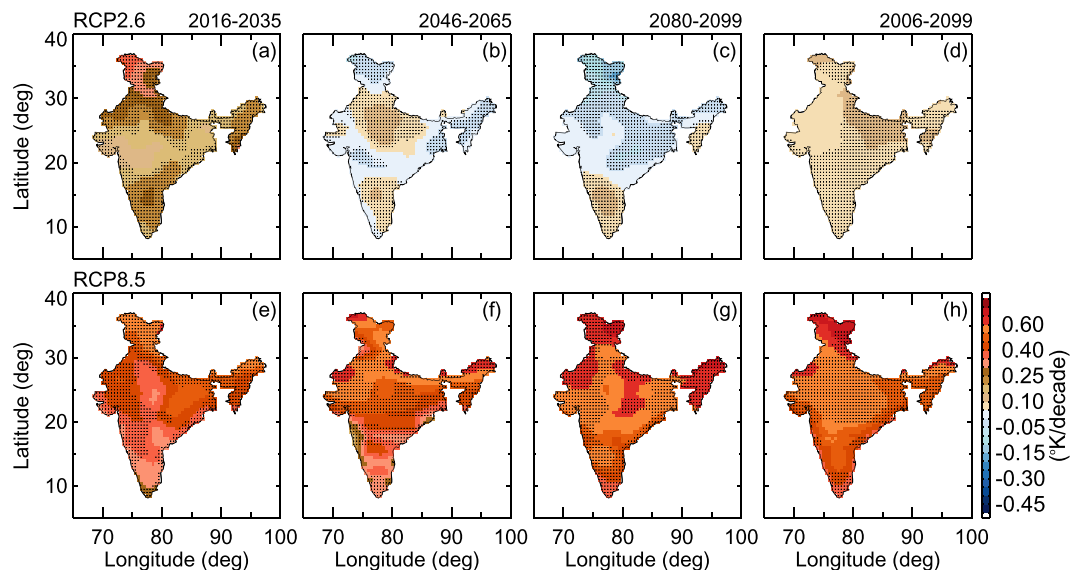 RCP2.6 2016-2035 2046-2065 2080-2099 2006-2099
40 (a) (b) (c) (d)
30
20
10
Latitude (deg)
RCP8.5
40 (e) (f) (g) (h)
30
20
10
Latitude (deg)
70 80 90 100 70 80 90 100 70 80 90 100 70 80 90 100
Longitude (deg) Longitude (deg) Longitude (deg) Longitude (deg)
0.60
0.40
0.25
0.10
-0.05
-0.15
-0.30
-0.45
(°K/decade)